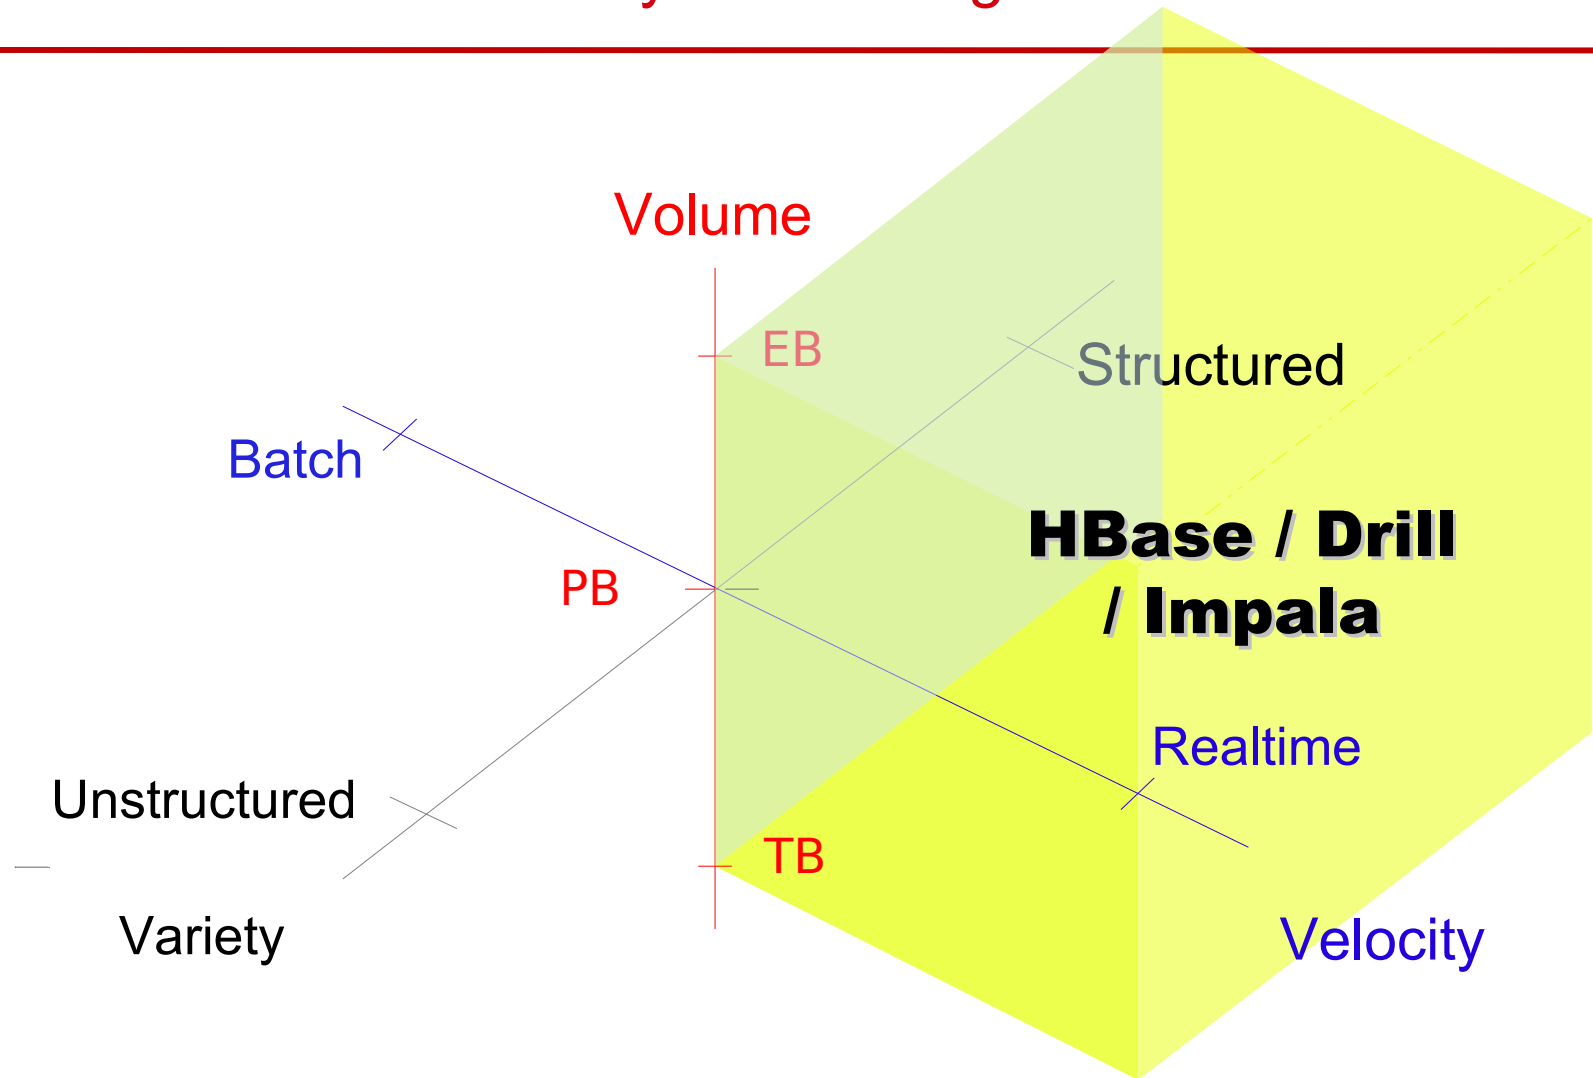 Volume
EB
Structured
Batch
HBase / Drill
/ Impala
PB
Realtime
Unstructured
TB
Variety
Velocity